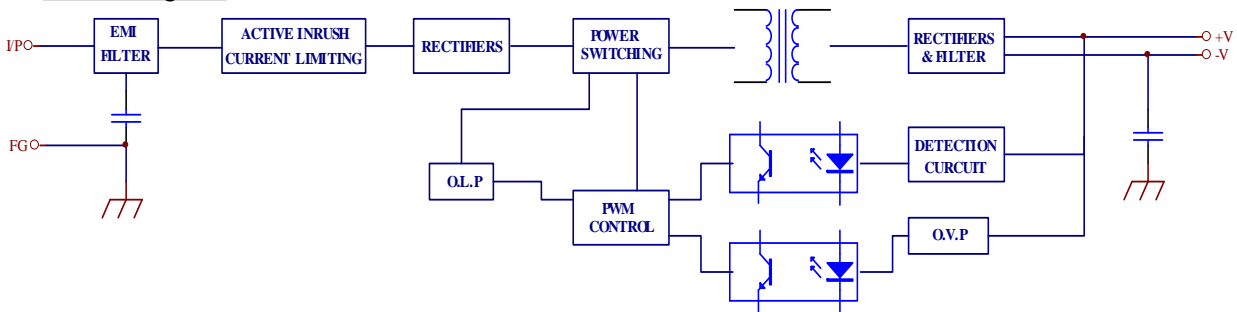 I/P
EMI
FILTER
ACTIVE INRUSH
CURRENT LIMITING
RECTIFIERS
POWER
SWITCHING
RECTIFIERS
& FILTER
+V
-V
FG
O.L.P
PWM
CONTROL
DETECTION
CURCUIT
O.V.P